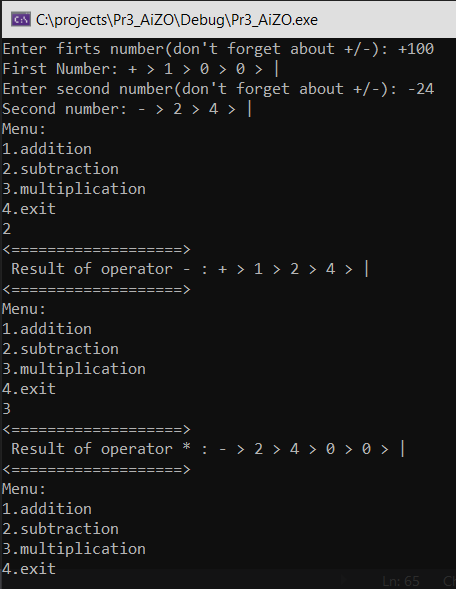 C:\projects\Pr3_AiZO\Debug\Pr3_AiZO.exe
Enter firts number(don't forget about +/-): +100
First Number: + > 1 > 0 > 0 > |
Enter second number(don't forget about +/-): -24
Second number: - > 2 > 4 > |
Menu:
1.addition
2.subtraction
3.multiplication
4.exit
2
<===================>
 Result of operator - : + > 1 > 2 > 4 > |
<===================>
Menu:
1.addition
2.subtraction
3.multiplication
4.exit
3
<===================>
 Result of operator * : - > 2 > 4 > 0 > 0 > |
<===================>
Menu:
1.addition
2.subtraction
3.multiplication
4.exit
Ln: 65